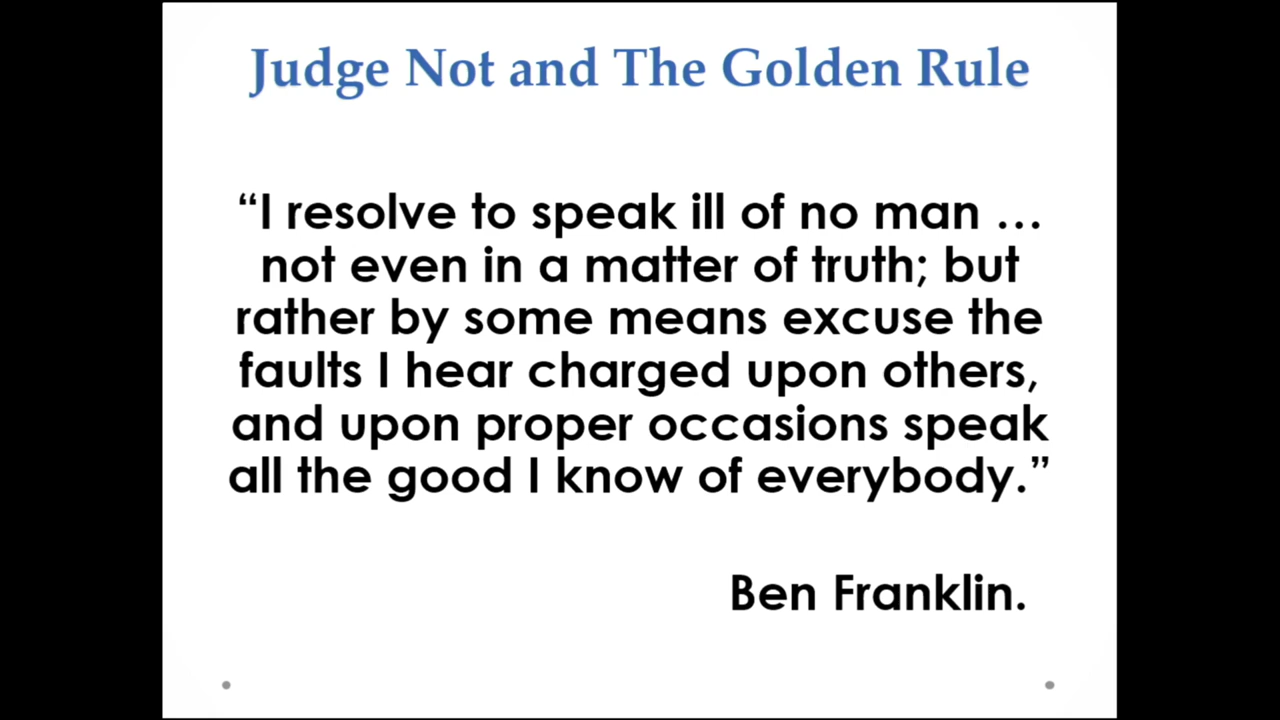 Judge Not and The Golden Rule
“I resolve to speak ill of no man …
not even in a matter of truth; but
rather by some means excuse the
faults I hear charged upon others,
and upon proper occasions speak
all the good I know of everybody.”
Ben Franklin.